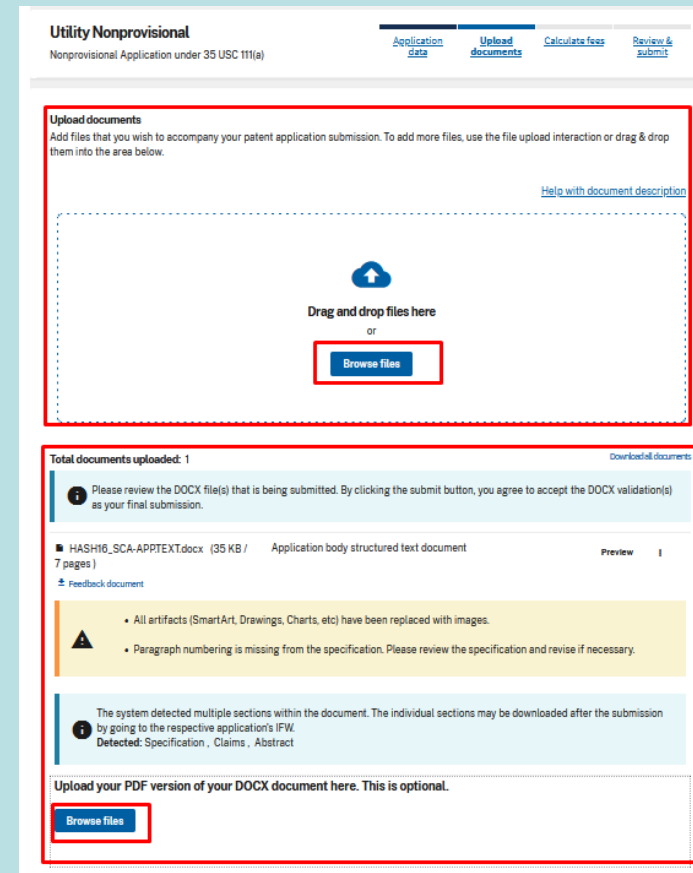 Utility Nonprovisional
Nonprovisional Application under 35 USC 111(a)
Application
data
Upload
documents
Calculate fees
Review &
submit
Upload documents
Add files that you wish to accompany your patent application submission. To add more files, use the file upload interaction or drag & drop
them into the area below.
Help with document description
Drag and drop files here
or
Browse files
Total documents uploaded: 1
Download all documents
Please review the DOCX file(s) that is being submitted. By clicking the submit button, you agree to accept the DOCX validation(s)
as your final submission.
HASH16_SCA-APP.TEXT.docx (35 KB /
7 pages )
Application body structured text document
Preview
Feedback document
• All artifacts (SmartArt, Drawings, Charts, etc) have been replaced with images.
• Paragraph numbering is missing from the specification. Please review the specification and revise if necessary.
The system detected multiple sections within the document. The individual sections may be downloaded after the submission
by going to the respective application's IFW.
Detected: Specification , Claims , Abstract
Upload your PDF version of your DOCX document here. This is optional.
Browse files